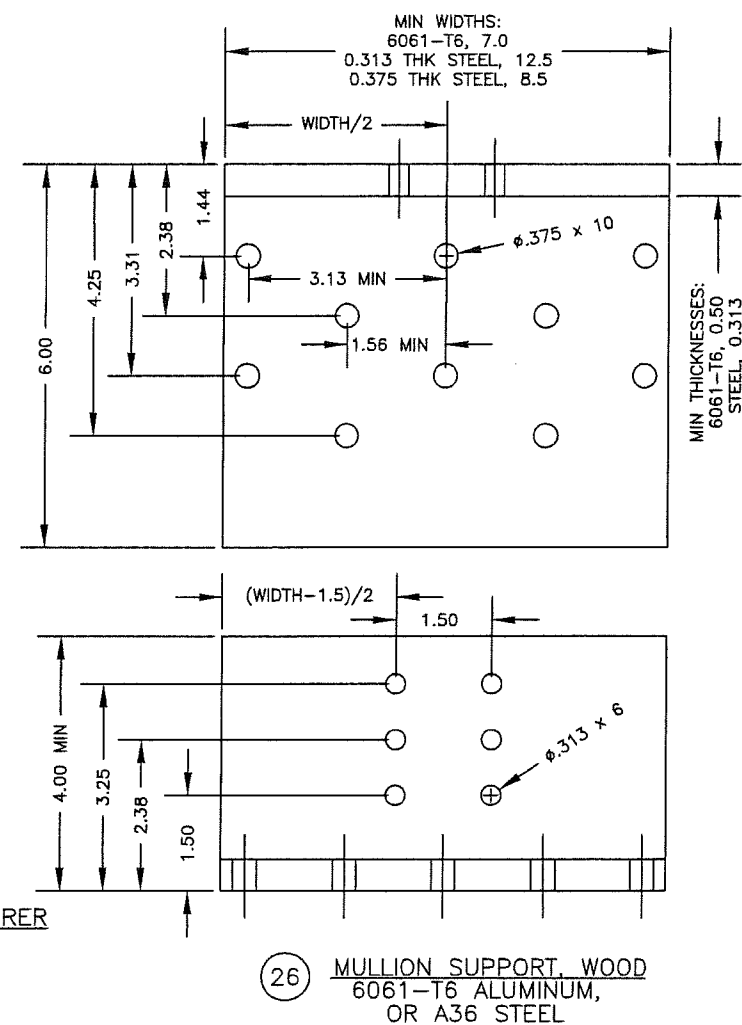 MIN WIDTHS:
6061-T6, 7.0
0.313 THK STEEL, 12.5
0.375 THK STEEL, 8.5
WIDTH/2
1.44
2.38
3.31
4.25
6.00
ø.375 x 10
3.13 MIN
1.56 MIN
MIN THICKNESSES:
6061-T6, 0.50
STEEL, 0.313
(WIDTH-1.5)/2
1.50
4.00 MIN
3.25
2.38
1.50
ø.313 x 6
RER
26 MULLION SUPPORT, WOOD
6061-T6 ALUMINUM,
OR A36 STEEL